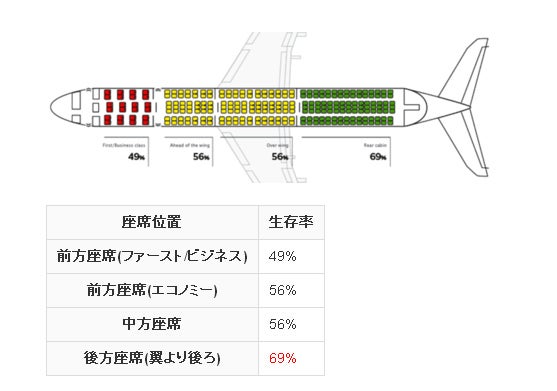 First/Business class Ahead of the wing Over wing Rear cabin
49% 56% 56% 69%
座席位置 生存率
前方座席(ファースト/ビジネス) 49%
前方座席(エコノミー) 56%
中方座席 56%
後方座席(翼より後ろ) 69%